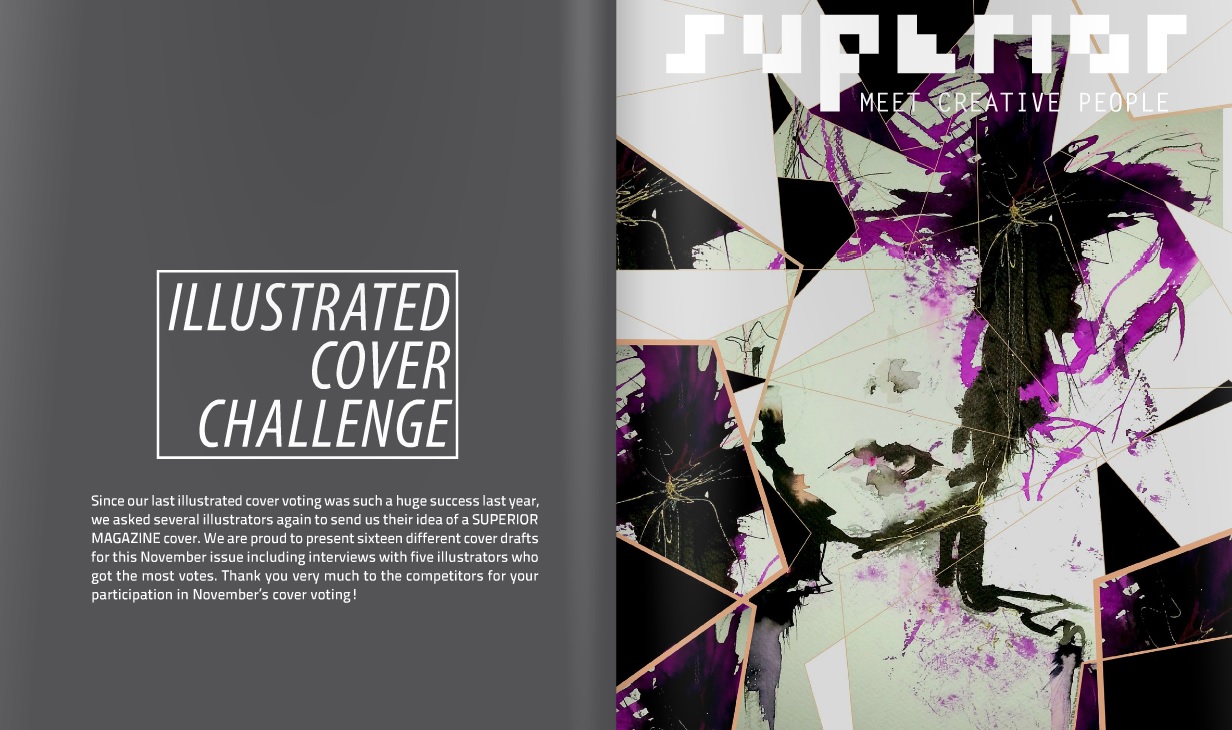 ILLUSTRATED
COVER
CHALLENGE
Since our last illustrated cover voting was such a huge success last year,
we asked several illustrators again to send us their idea of a SUPERIOR
MAGAZINE cover. We are proud to present sixteen different cover drafts
for this November issue including interviews with five illustrators who
got the most votes. Thank you very much to the competitors for your
participation in November's cover voting!
SUPERIOR
MEET CREATIVE PEOPLE